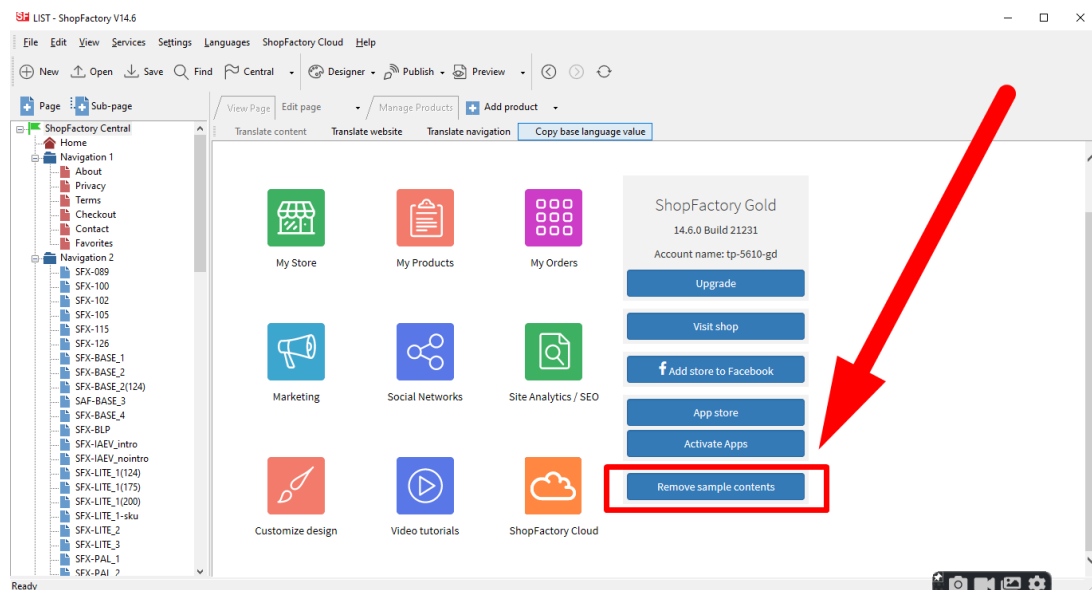 SF LIST - ShopFactory V14.6
File Edit View Services Settings Languages ShopFactory Cloud Help
New Open Save Find Central Designer Publish Preview
Page Sub-page
View Page Edit page Manage Products Add product
Translate content Translate website Translate navigation Copy base language value
ShopFactory Central
Home
Navigation 1
About
Privacy
Terms
Checkout
Contact
Favorites
Navigation 2
SFX-089
SFX-100
SFX-102
SFX-105
SFX-115
SFX-126
SFX-BASE_1
SFX-BASE_2
SFX-BASE_2(124)
SAF-BASE_3
SFX-BASE_4
SFX-BLP
SFX-IAEV_intro
SFX-IAEV_nointro
SFX-LITE_1(124)
SFX-LITE_1(175)
SFX-LITE_1(200)
SFX-LITE_1-sku
SFX-LITE_2
SFX-LITE_3
SFX-PAL_1
SFX-PAL_2
My Store My Products My Orders
Marketing Social Networks Site Analytics / SEO
Customize design Video tutorials ShopFactory Cloud
ShopFactory Gold
14.6.0 Build 21231
Account name: tp-5610-gd
Upgrade
Visit shop
Add store to Facebook
App store
Activate Apps
Remove sample contents
Ready